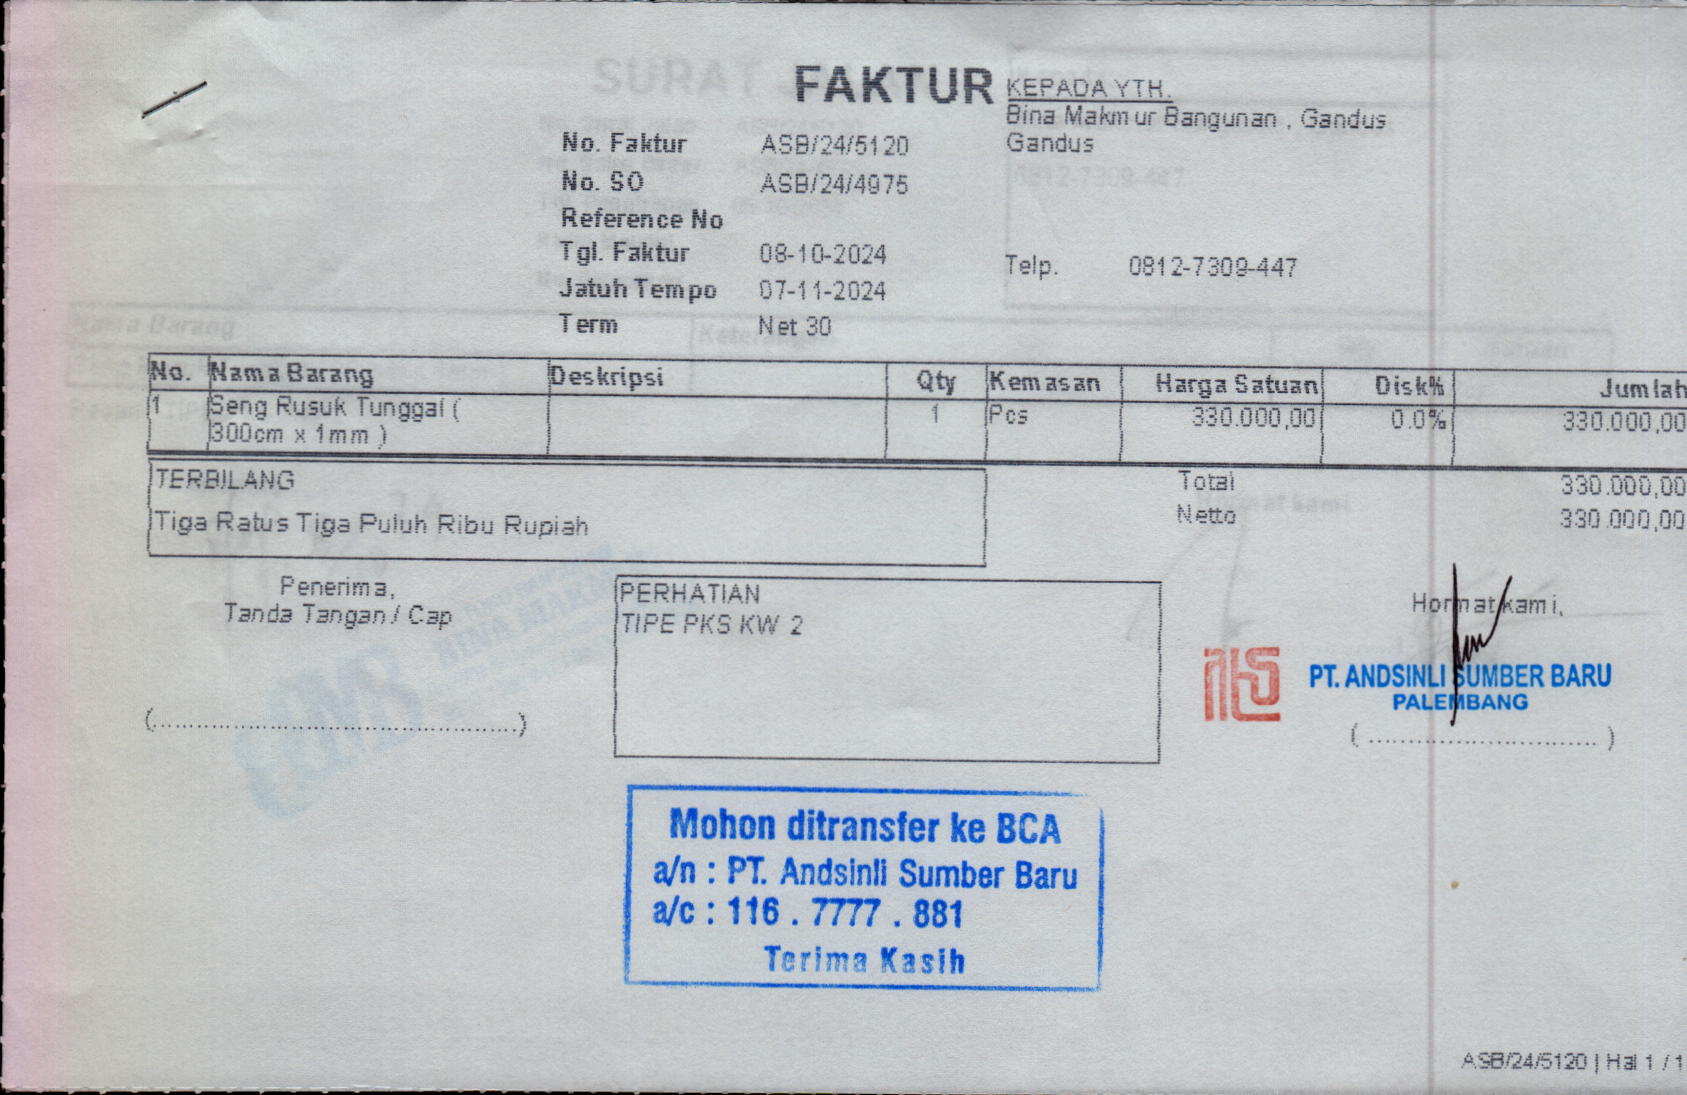 FAKTUR
No. Faktur ASB/24/5120
No. SO ASB/24/4975
Reference No
Tgl. Faktur 08-10-2024
Jatuh Tempo 07-11-2024
Term Net 30
KEPADA YTH.
Bina Makmur Bangunan , Gandus
Gandus
Telp. 0812-7309-447
No. Nama Barang Deskripsi Qty Kemasan Harga Satuan Disk% Jumlah
1 Seng Rusuk Tunggal ( 1 Pcs 330.000,00 0.0% 330.000,00
300cm x 1mm )
TERBILANG
Tiga Ratus Tiga Puluh Ribu Rupiah
Total 330.000,00
Netto 330.000,00
Penerima,
Tanda Tangan / Cap
(.............................................)
PERHATIAN
TIPE PKS KW 2
Hormat kami,
PT. ANDSINLI SUMBER BARU
PALEMBANG
( ............................ )
Mohon ditransfer ke BCA
a/n : PT. Andsinli Sumber Baru
a/c : 116 . 7777 . 881
Terima Kasih
ASB/24/5120 | Hal 1 / 1